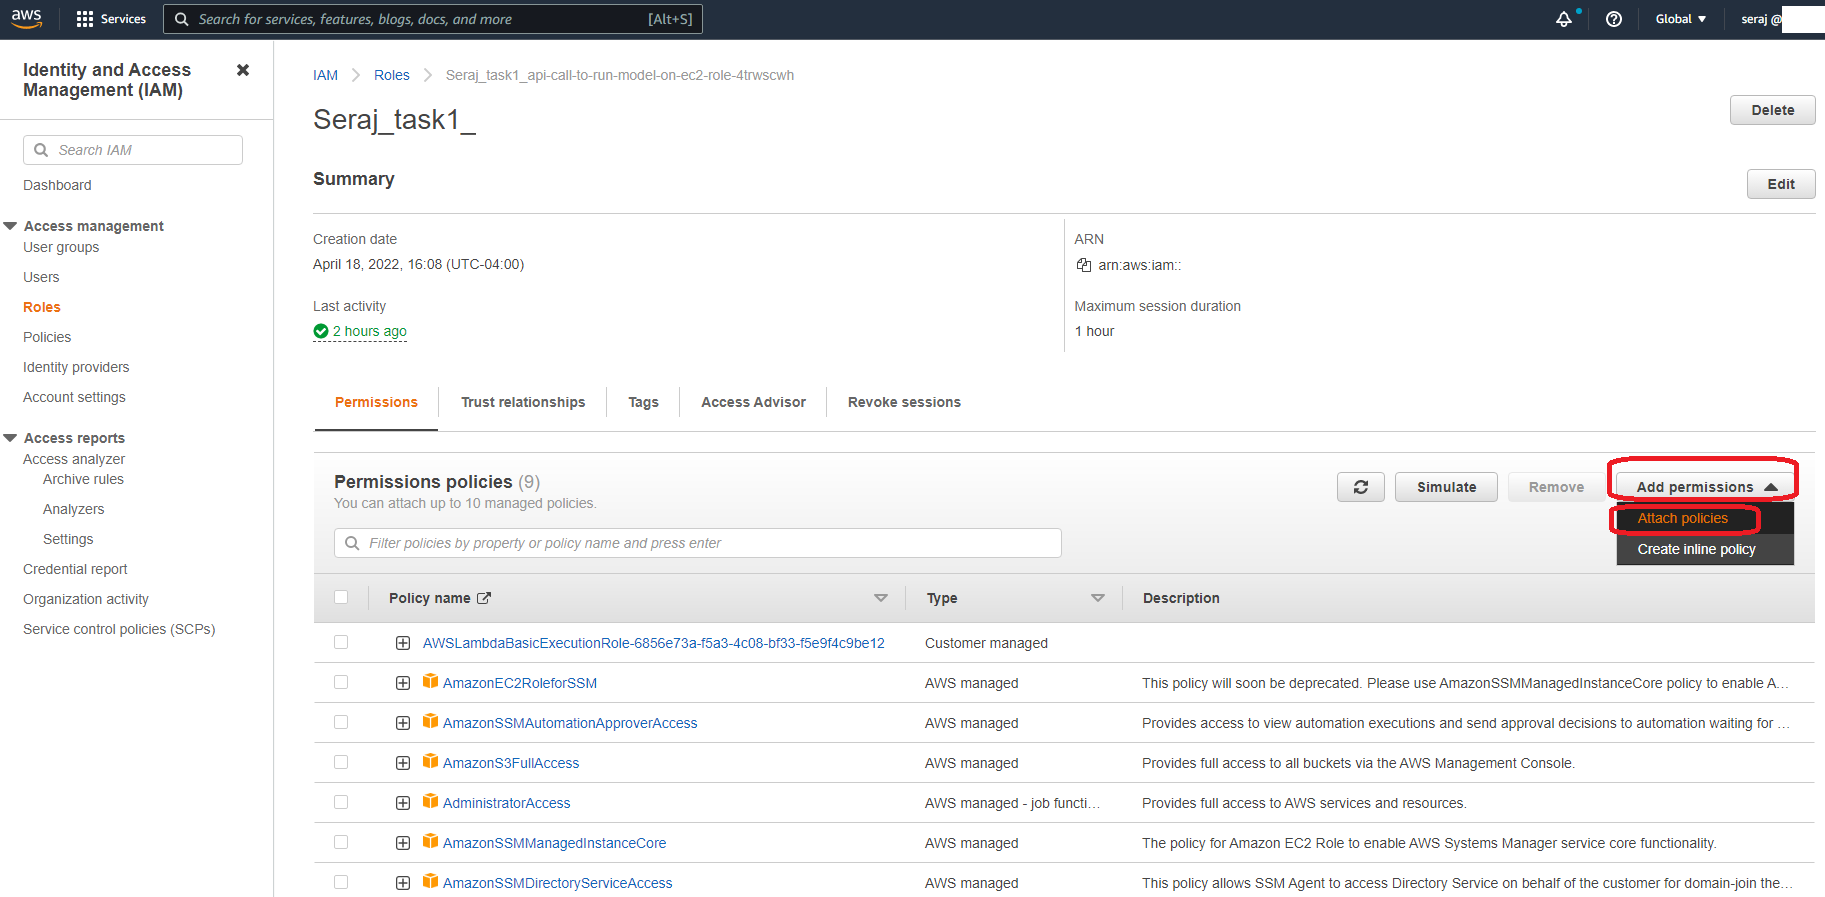 aws
Services
Search for services, features, blogs, docs, and more
[Alt+S]
Global
seraj @
Identity and Access
Management (IAM)
Search IAM
Dashboard
Access management
User groups
Users
Roles
Policies
Identity providers
Account settings
Access reports
Access analyzer
Archive rules
Analyzers
Settings
Credential report
Organization activity
Service control policies (SCPs)
IAM
Roles
Seraj_task1_api-call-to-run-model-on-ec2-role-4trwscwh
Seraj_task1_
Delete
Summary
Edit
Creation date
April 18, 2022, 16:08 (UTC-04:00)
ARN
arn:aws:iam::
Last activity
2 hours ago
Maximum session duration
1 hour
Permissions
Trust relationships
Tags
Access Advisor
Revoke sessions
Permissions policies (9)
You can attach up to 10 managed policies.
Simulate
Remove
Add permissions
Attach policies
Create inline policy
Filter policies by property or policy name and press enter
Policy name
Type
Description
AWSLambdaBasicExecutionRole-6856e73a-f5a3-4c08-bf33-f5e9f4c9be12
Customer managed
AmazonEC2RoleforSSM
AWS managed
This policy will soon be deprecated. Please use AmazonSSMManagedInstanceCore policy to enable A...
AmazonSSMAutomationApproverAccess
AWS managed
Provides access to view automation executions and send approval decisions to automation waiting for ...
AmazonS3FullAccess
AWS managed
Provides full access to all buckets via the AWS Management Console.
AdministratorAccess
AWS managed - job functi...
Provides full access to AWS services and resources.
AmazonSSMManagedInstanceCore
AWS managed
The policy for Amazon EC2 Role to enable AWS Systems Manager service core functionality.
AmazonSSMDirectoryServiceAccess
AWS managed
This policy allows SSM Agent to access Directory Service on behalf of the customer for domain-join the...